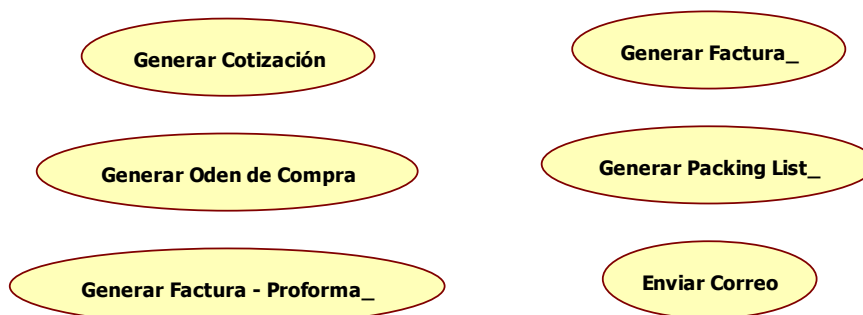 Generar Cotización
Generar Factura_
Generar Oden de Compra
Generar Packing List_
Generar Factura - Proforma_
Enviar Correo